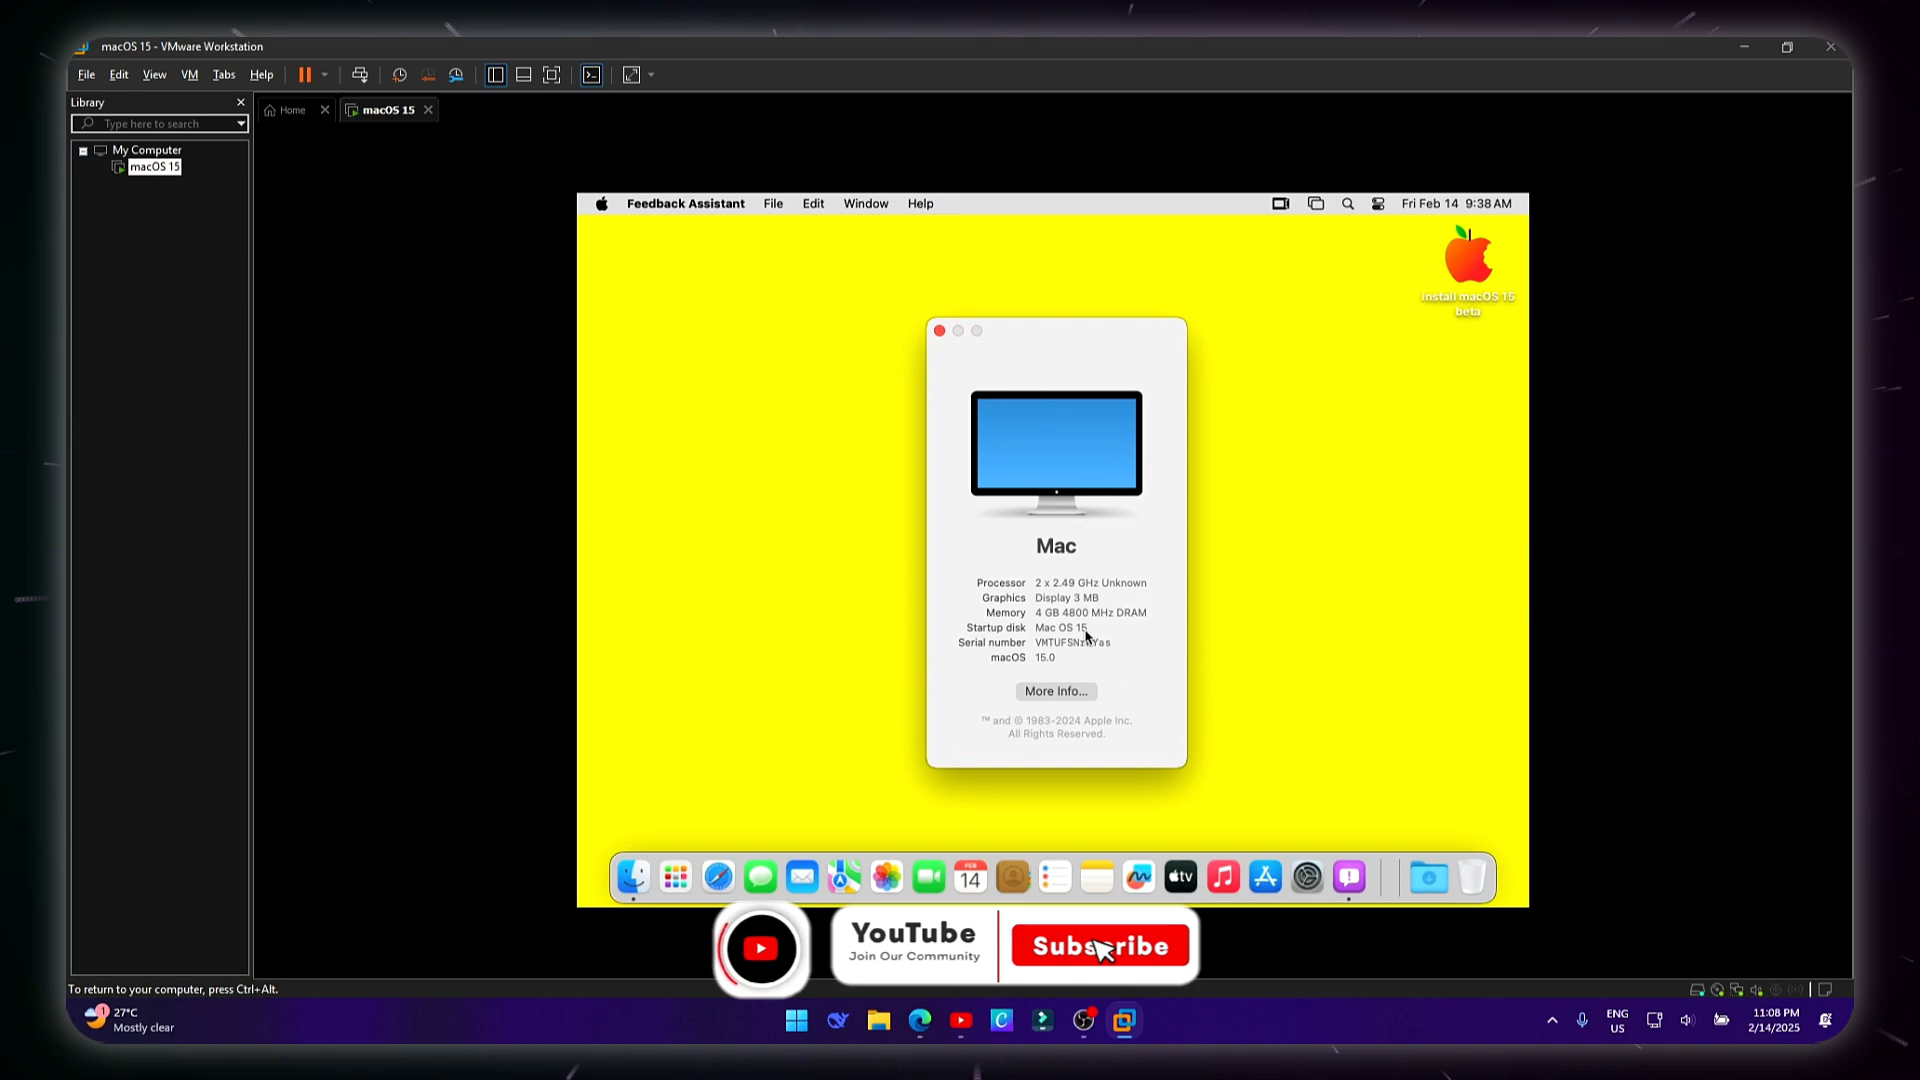 macOS 15 - VMware Workstation
File Edit View VM Tabs Help
Library
Type here to search
My Computer
macOS 15
Home
macOS 15
Feedback Assistant File Edit Window Help
Fri Feb 14 9:38 AM
Install macOS 15
beta
Mac
Processor 2 x 2.49 GHz Unknown
Graphics Display 3 MB
Memory 4 GB 4800 MHz DRAM
Startup disk Mac OS 15
Serial number
macOS 15.0
More Info...
™ and © 1983-2024 Apple Inc.
All Rights Reserved.
FEB
14
tv
YouTube
Join Our Community
Subscribe
To return to your computer, press Ctrl+Alt.
1
27°C
Mostly clear
ENG
US
11:08 PM
2/14/2025